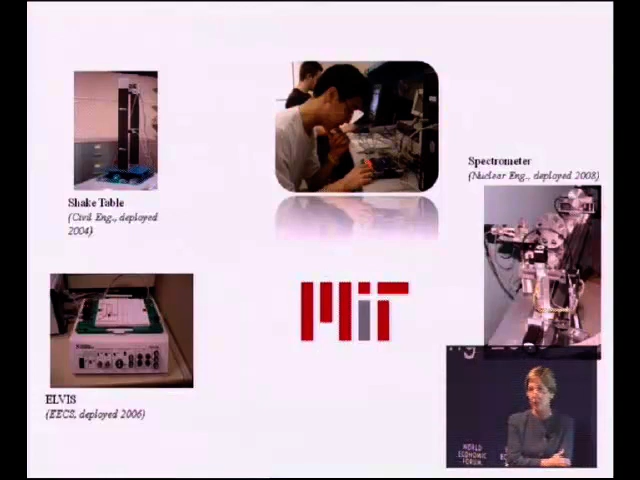 Shake Table
(Civil Eng., deployed
2004)
Spectrometer
(Nuclear Eng., deployed 2008)
MIT
ELVIS
(EECS, deployed 2006)
WORLD
ECONOMIC
FORUM